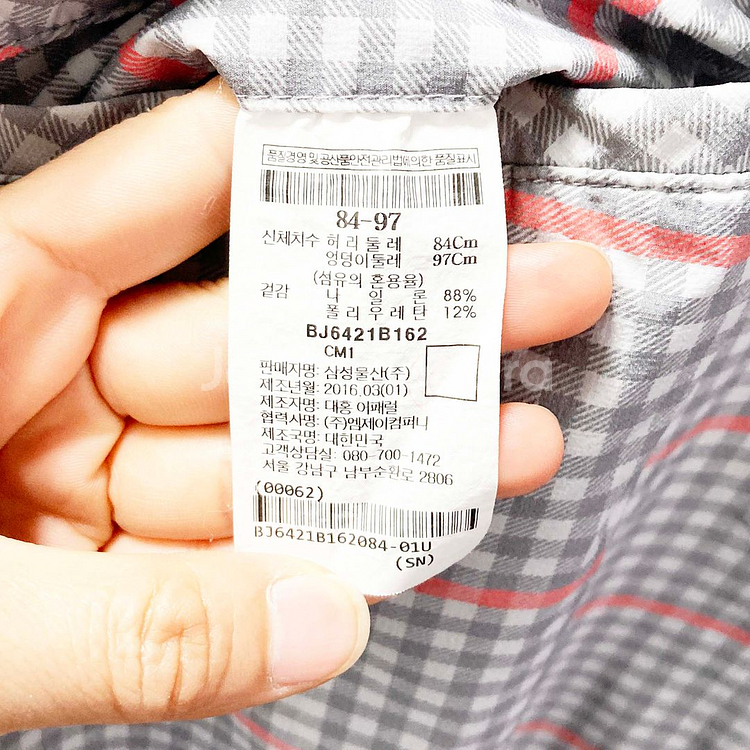 품질경영 및 공산품안전관리법에의한 품질표시
84-97
신체치수 허 리 둘 레 84Cm
엉덩이둘레 97Cm
(섬유의 혼용율)
겉감 나 일 론 88%
폴 리 우 레 탄 12%
BJ6421B162
CM1
판매자명: 삼성물산(주)
제조년월: 2016.03(01)
제조자명: 대홍 어패럴
협력사명: (주)엠제이컴퍼니
제조국명: 대한민국
고객상담실: 080-700-1472
서울 강남구 남부순환로 2806
(00062)
BJ6421B162084-01U
(SN)